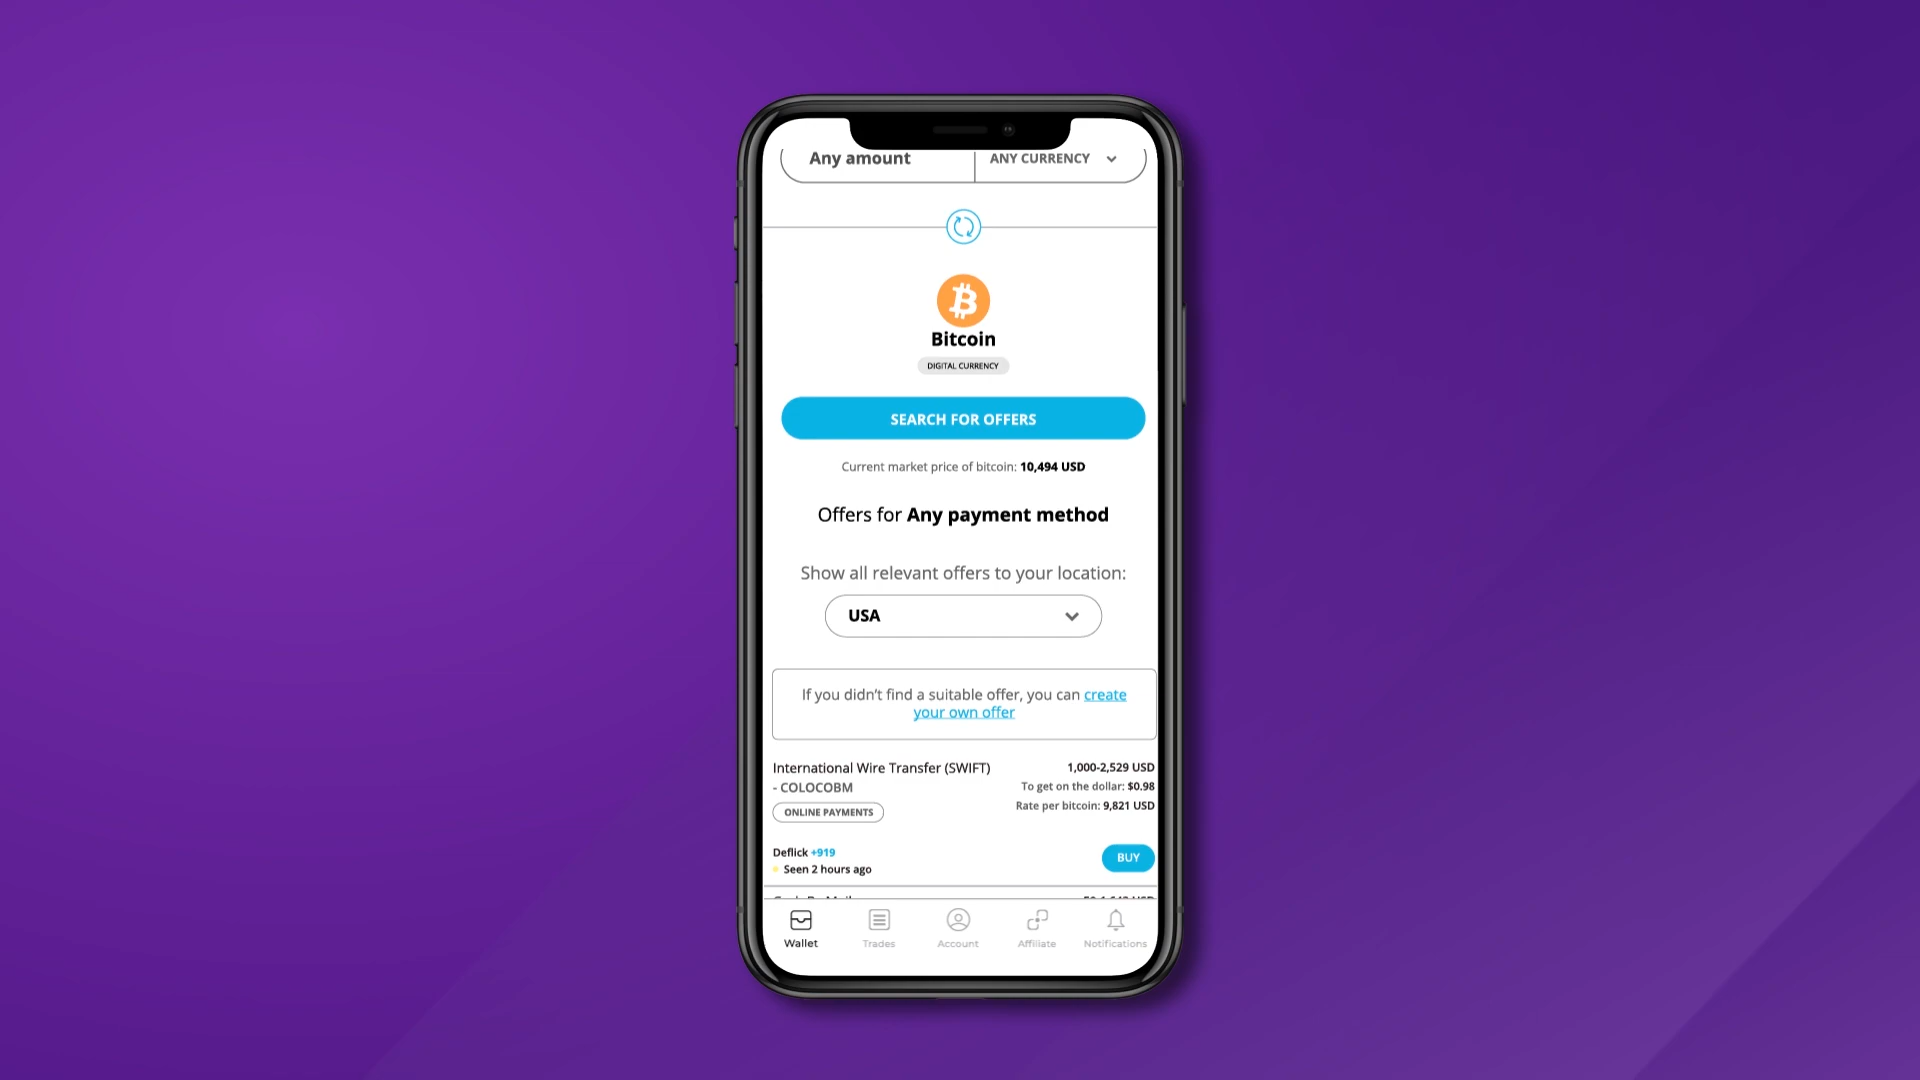 Any amount
ANY CURRENCY
Bitcoin
DIGITAL CURRENCY
SEARCH FOR OFFERS
Current market price of bitcoin: 10,494 USD
Offers for Any payment method
Show all relevant offers to your location:
USA
If you didn't find a suitable offer, you can create
your own offer
International Wire Transfer (SWIFT)
- COLOCOBM
ONLINE PAYMENTS
1,000-2,529 USD
To get on the dollar: $0.98
Rate per bitcoin: 9,821 USD
Deflick +919
Seen 2 hours ago
BUY
Wallet
Trades
Account
Affiliate
Notifications